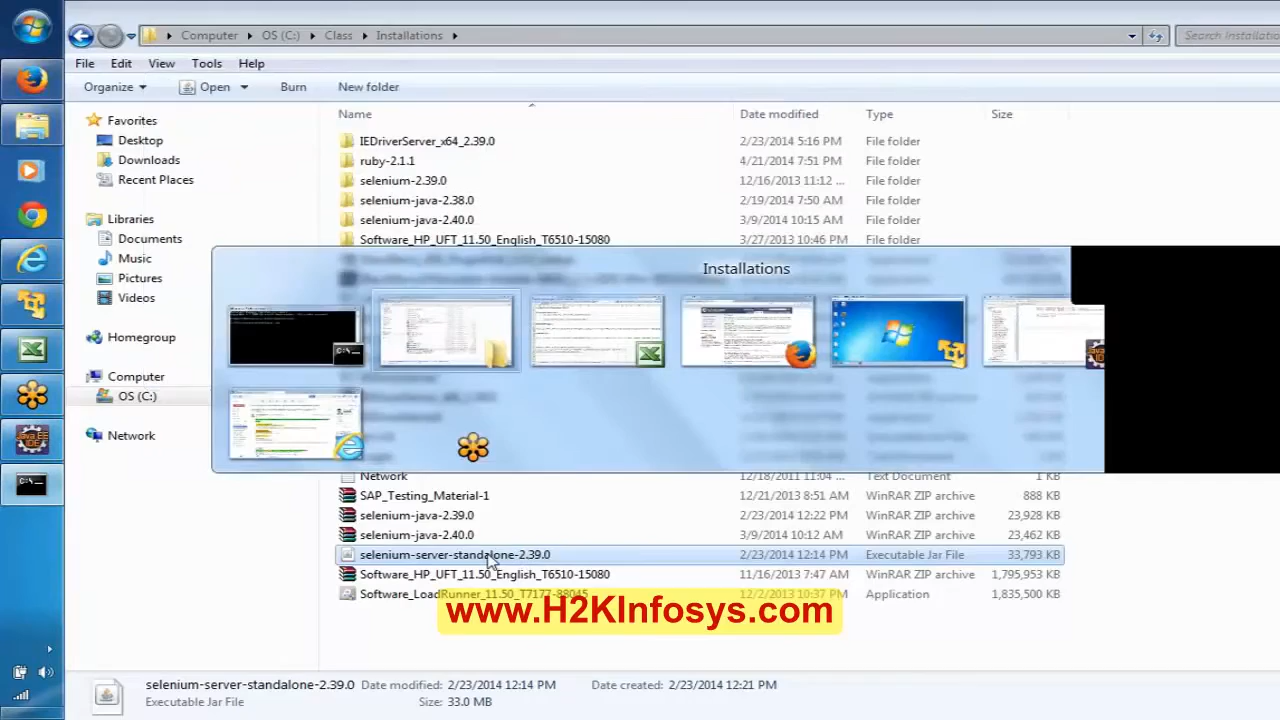 Computer ▸ OS (C:) ▸ Class ▸ Installations ▸
Search Installatio
File Edit View Tools Help
Organize Open Burn New folder
Name Date modified Type Size
Favorites
Desktop
Downloads
Recent Places
Libraries
Documents
Music
Pictures
Videos
Homegroup
Computer
OS (C:)
Network
IEDriverServer_x64_2.39.0 2/23/2014 5:16 PM File folder
ruby-2.1.1 4/21/2014 7:51 PM File folder
selenium-2.39.0 12/16/2013 11:12 ... File folder
selenium-java-2.38.0 2/19/2014 7:50 AM File folder
selenium-java-2.40.0 3/9/2014 10:15 AM File folder
Software_HP_UFT_11.50_English_T6510-15080 3/27/2013 10:46 PM File folder
Installations
Network 12/18/2011 11:04 ... Text Document 1 KB
SAP_Testing_Material-1 12/21/2013 8:51 AM WinRAR ZIP archive 888 KB
selenium-java-2.39.0 2/23/2014 12:22 PM WinRAR ZIP archive 23,928 KB
selenium-java-2.40.0 3/9/2014 10:12 AM WinRAR ZIP archive 23,462 KB
selenium-server-standalone-2.39.0 2/23/2014 12:14 PM Executable Jar File 33,793 KB
Software_HP_UFT_11.50_English_T6510-15080 11/16/2013 7:47 AM WinRAR ZIP archive 1,795,953 KB
Software_LoadRunner_11.50_T7177-88045 12/2/2013 10:37 PM Application 1,835,500 KB
www.H2KInfosys.com
selenium-server-standalone-2.39.0 Date modified: 2/23/2014 12:14 PM Date created: 2/23/2014 12:21 PM
Executable Jar File Size: 33.0 MB